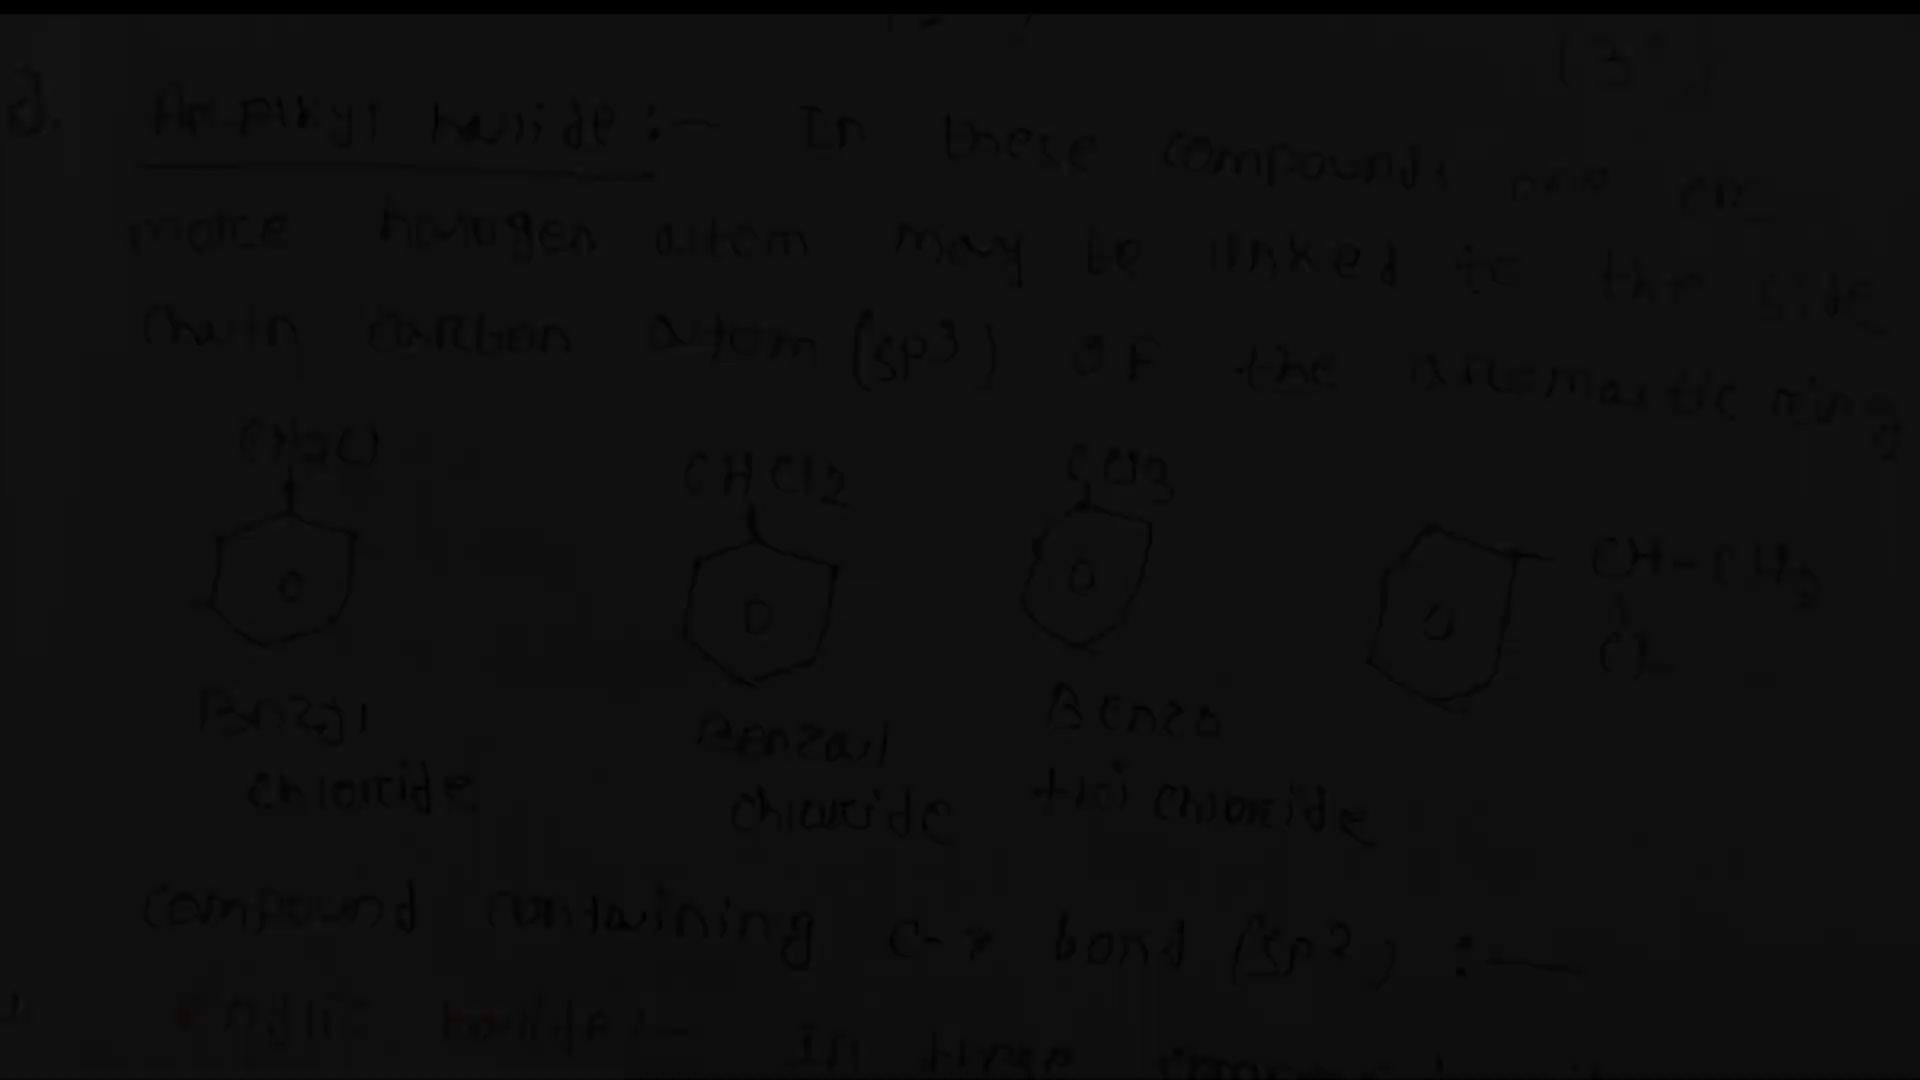 d). Ar Alkyl halide :- In these compounds one or
more halogen atom may be linked to the side
chain carbon atom (sp3) of the aromatic ring
CH2Cl CHCl2 CCl3 CH-CH3
Cl
Bnzyl Benzal Benzo
chloride chloride tri chloride
compound containing C-x bond (sp2) :-
halide :- In these